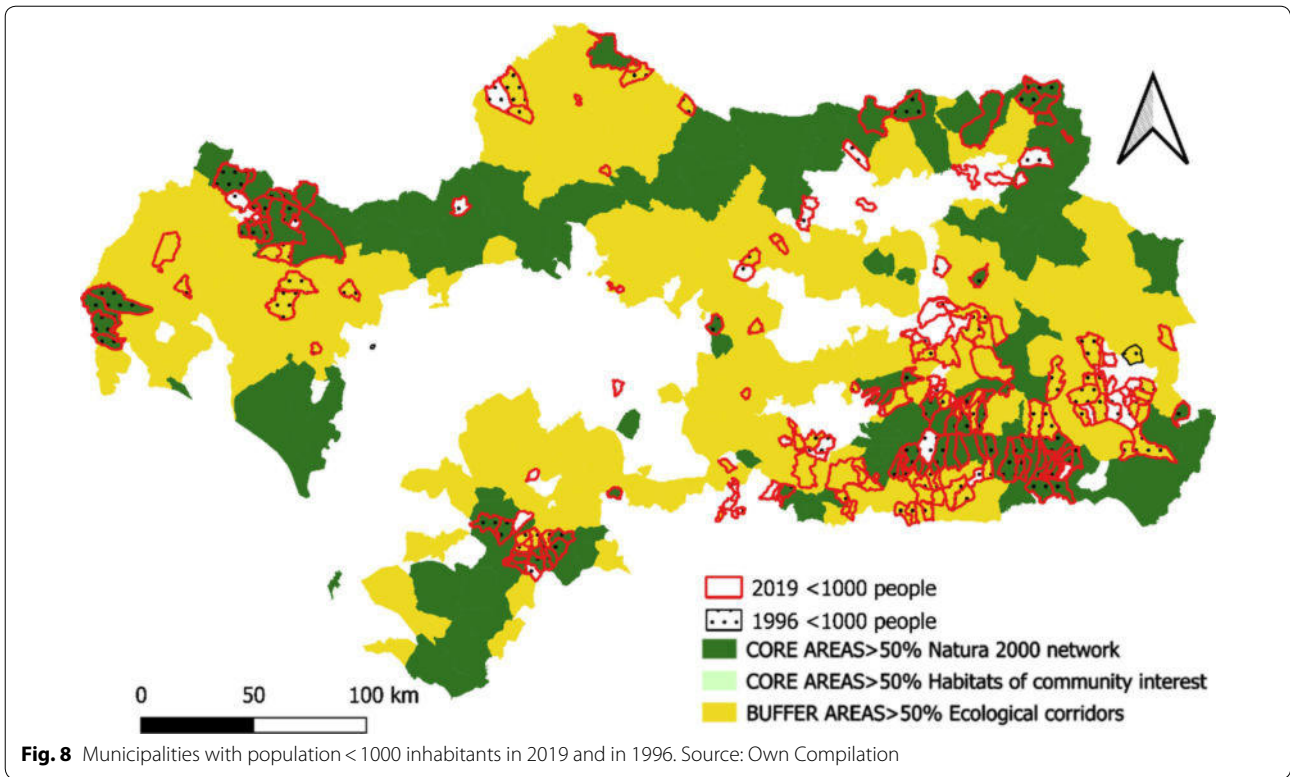 2019 <1000 people
1996 <1000 people
CORE AREAS>50% Natura 2000 network
CORE AREAS>50% Habitats of community interest
BUFFER AREAS>50% Ecological corridors
0 50 100 km
Fig. 8 Municipalities with population < 1000 inhabitants in 2019 and in 1996. Source: Own Compilation